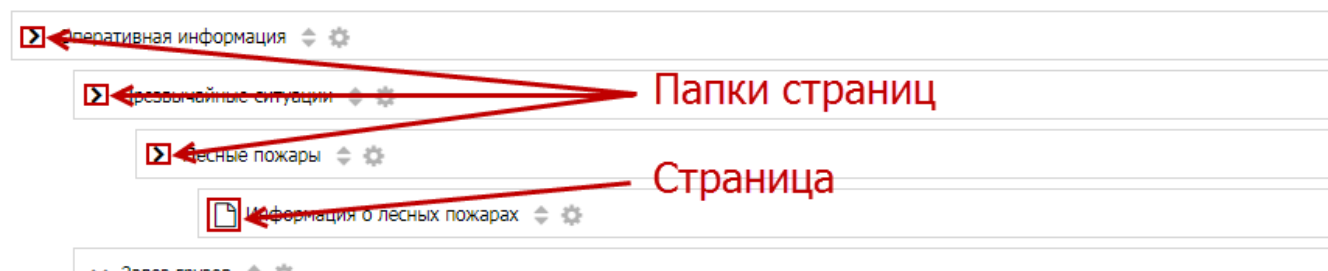 Оперативная информация
Чрезвычайные ситуации
Папки страниц
Лесные пожары
Страница
Информация о лесных пожарах